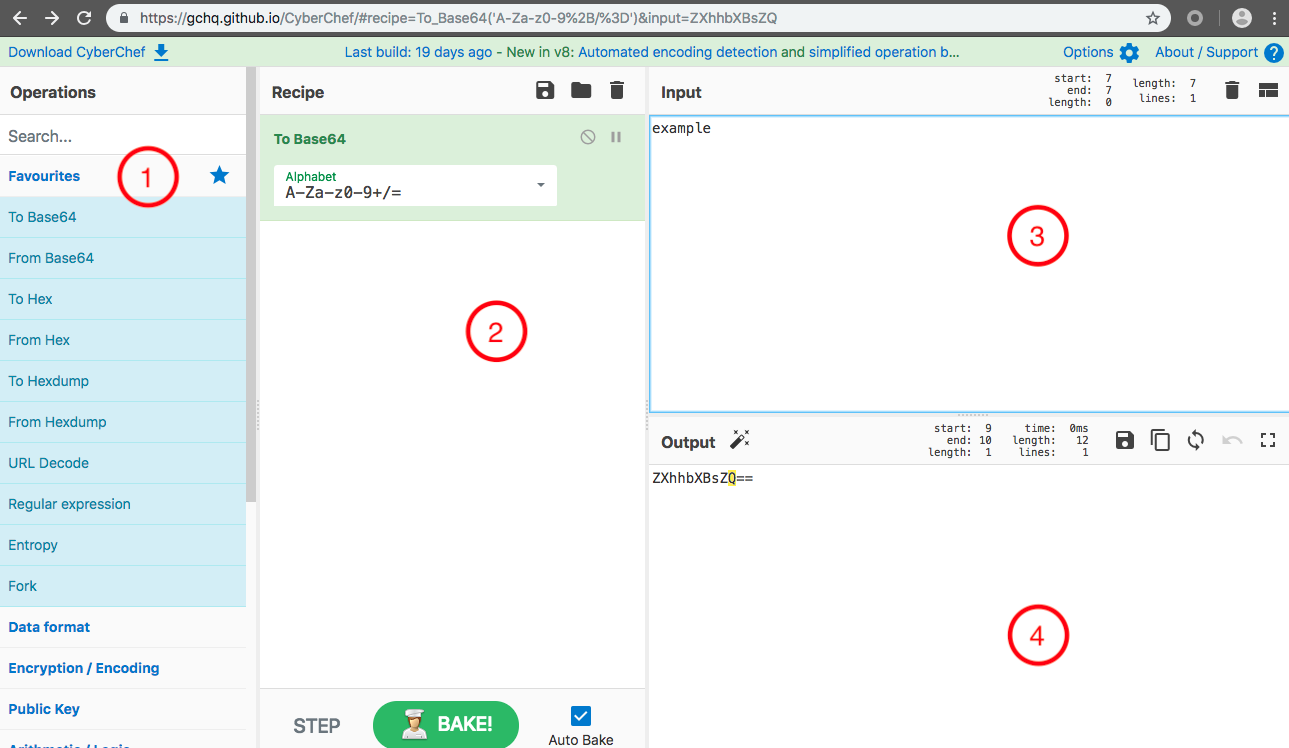 https://gchq.github.io/CyberChef/#recipe=To_Base64('A-Za-z0-9%2B/%3D')&input=ZXhhbXBsZQ
Download CyberChef
Last build: 19 days ago - New in v8: Automated encoding detection and simplified operation b...
Options
About / Support ?
Operations
Search...
Favourites
1
To Base64
From Base64
To Hex
From Hex
To Hexdump
From Hexdump
URL Decode
Regular expression
Entropy
Fork
Data format
Encryption / Encoding
Public Key
Arithmetic / Logic
Recipe
To Base64
Alphabet
A-Za-z0-9+/=
2
STEP
BAKE!
Auto Bake
Input
start: 7
end: 7
length: 0
length: 7
lines: 1
example
3
Output
start: 9
end: 10
length: 1
time: 0ms
length: 12
lines: 1
ZXhhbXBsZQ==
4